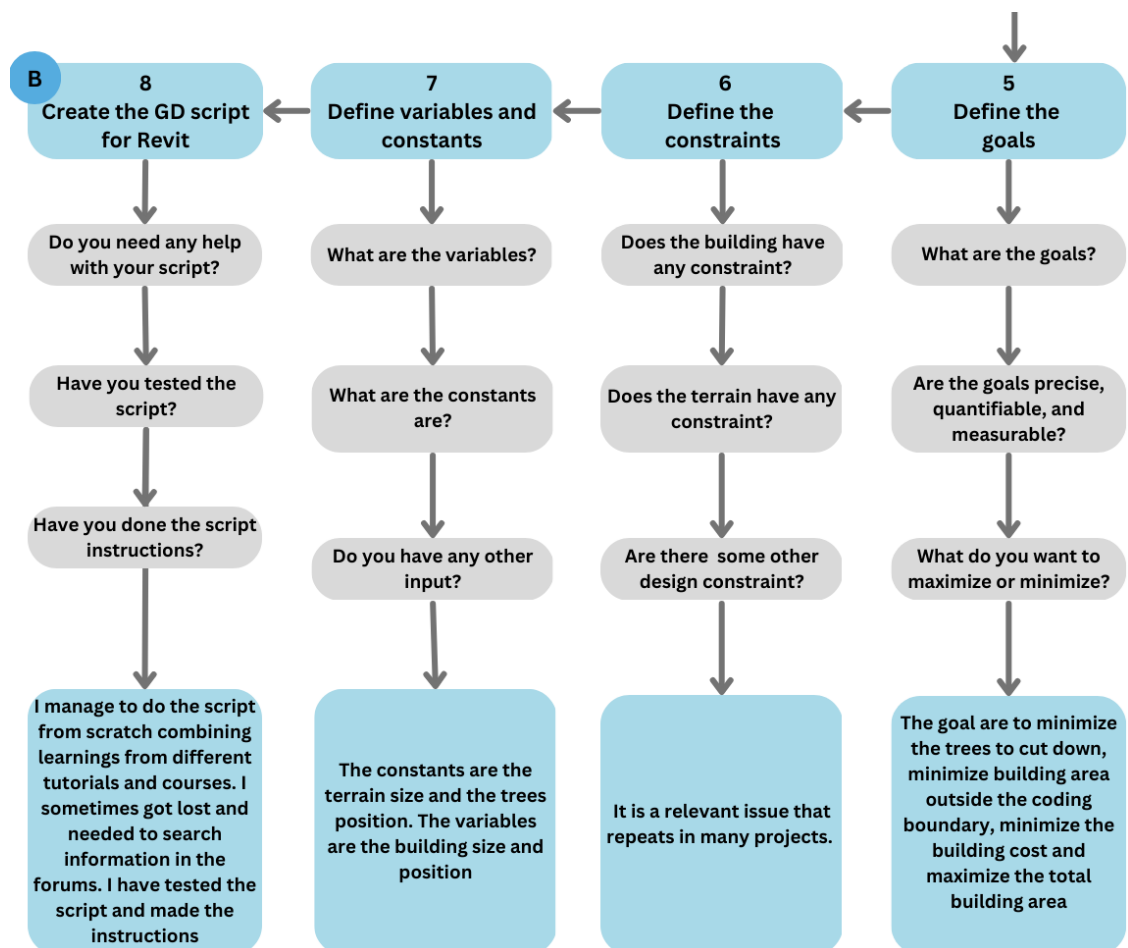 B
8
Create the GD script
for Revit
7
Define variables and
constants
6
Define the
constraints
5
Define the
goals
Do you need any help
with your script?
What are the variables?
Does the building have
any constraint?
What are the goals?
Have you tested the
script?
What are the constants
are?
Does the terrain have any
constraint?
Are the goals precise,
quantifiable, and
measurable?
Have you done the script
instructions?
Do you have any other
input?
Are there  some other
design constraint?
What do you want to
maximize or minimize?
I manage to do the script
from scratch combining
learnings from different
tutorials and courses. I
sometimes got lost and
needed to search
information in the
forums. I have tested the
script and made the
instructions
The constants are the
terrain size and the trees
position. The variables
are the building size and
position
It is a relevant issue that
repeats in many projects.
The goal are to minimize
the trees to cut down,
minimize building area
outside the coding
boundary, minimize the
building cost and
maximize the total
building area